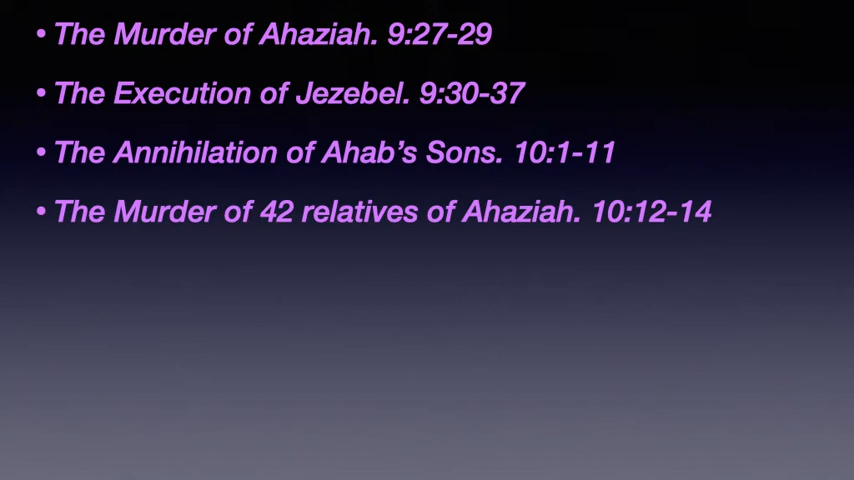 • The Murder of Ahaziah. 9:27-29
• The Execution of Jezebel. 9:30-37
• The Annihilation of Ahab’s Sons. 10:1-11
• The Murder of 42 relatives of Ahaziah. 10:12-14